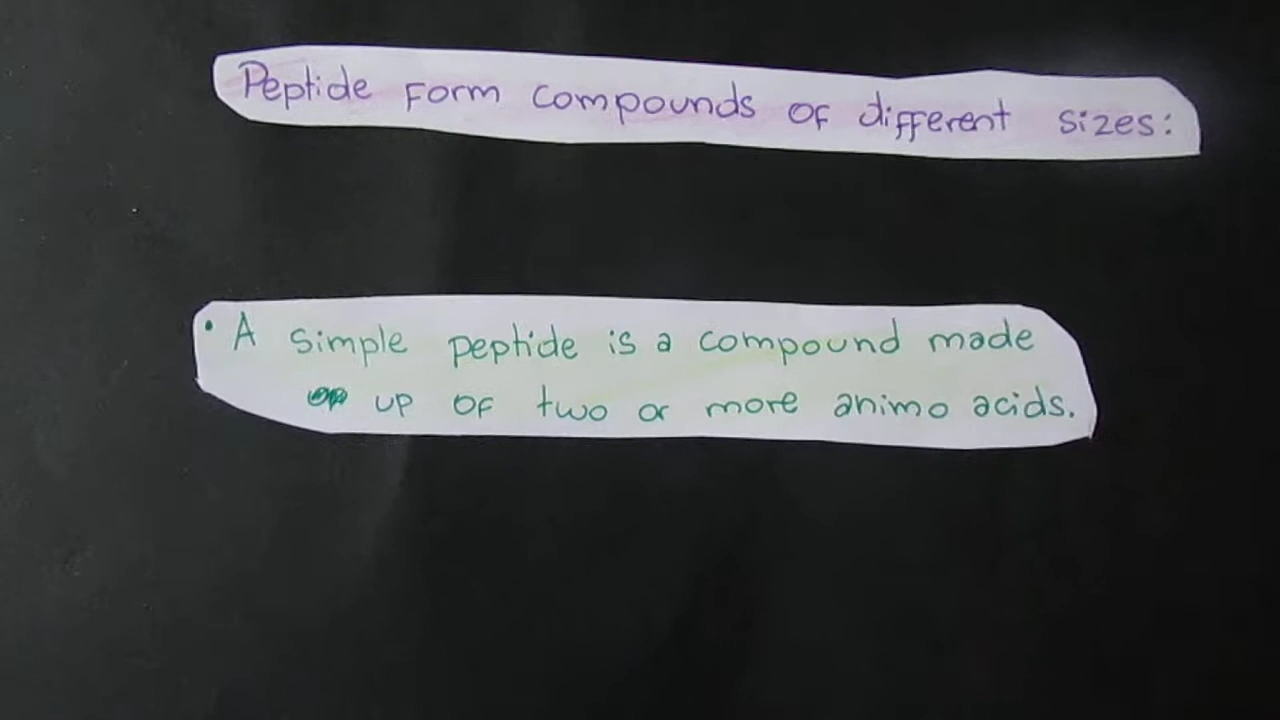 Peptide form compounds of different sizes:
• A simple peptide is a compound made
up of two or more animo acids.